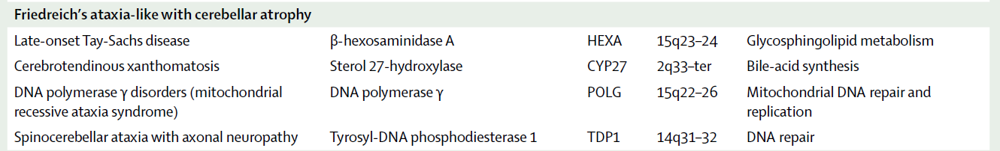 Friedreich's ataxia-like with cerebellar atrophy
Late-onset Tay-Sachs disease β-hexosaminidase A HEXA 15q23–24 Glycosphingolipid metabolism
Cerebrotendinous xanthomatosis Sterol 27-hydroxylase CYP27 2q33–ter Bile-acid synthesis
DNA polymerase γ disorders (mitochondrial DNA polymerase γ POLG 15q22–26 Mitochondrial DNA repair and
recessive ataxia syndrome) replication
Spinocerebellar ataxia with axonal neuropathy Tyrosyl-DNA phosphodiesterase 1 TDP1 14q31–32 DNA repair